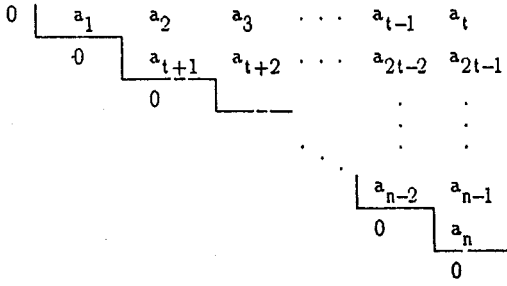 0 a_1 a_2 a_3 . . . a_{t-1} a_t
0 a_{t+1} a_{t+2} . . . a_{2t-2} a_{2t-1}
0 . .
. .
. . . . .
a_{n-2} a_{n-1}
0 a_n
0